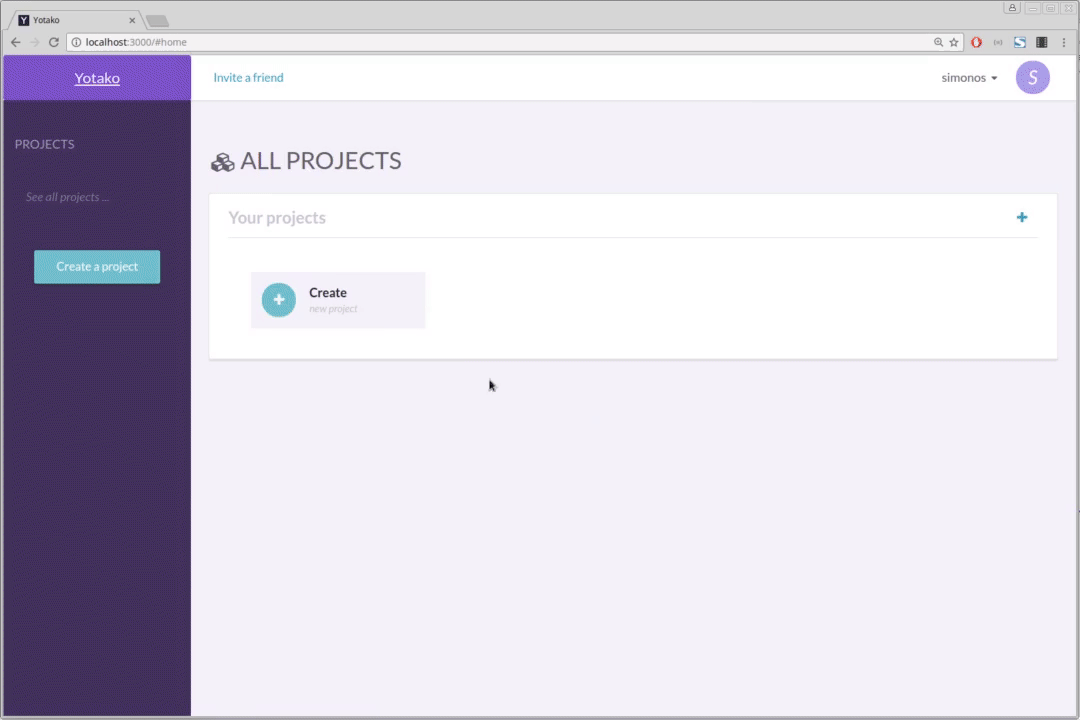 Yotako
localhost:3000/#home
Yotako
Invite a friend
simonos
S
PROJECTS
See all projects ...
Create a project
ALL PROJECTS
Your projects
Create
new project